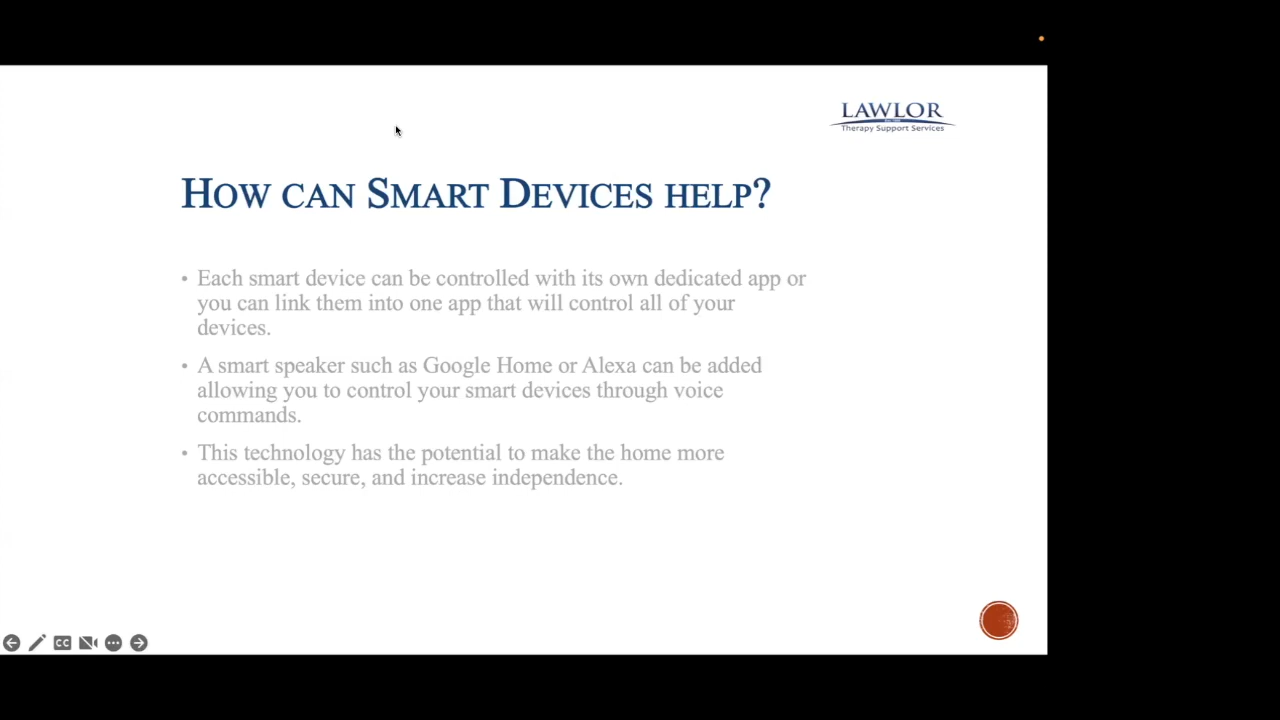 LAWLOR
Therapy Support Services
HOW CAN SMART DEVICES HELP?
• Each smart device can be controlled with its own dedicated app or
you can link them into one app that will control all of your
devices.
• A smart speaker such as Google Home or Alexa can be added
allowing you to control your smart devices through voice
commands.
• This technology has the potential to make the home more
accessible, secure, and increase independence.
CC